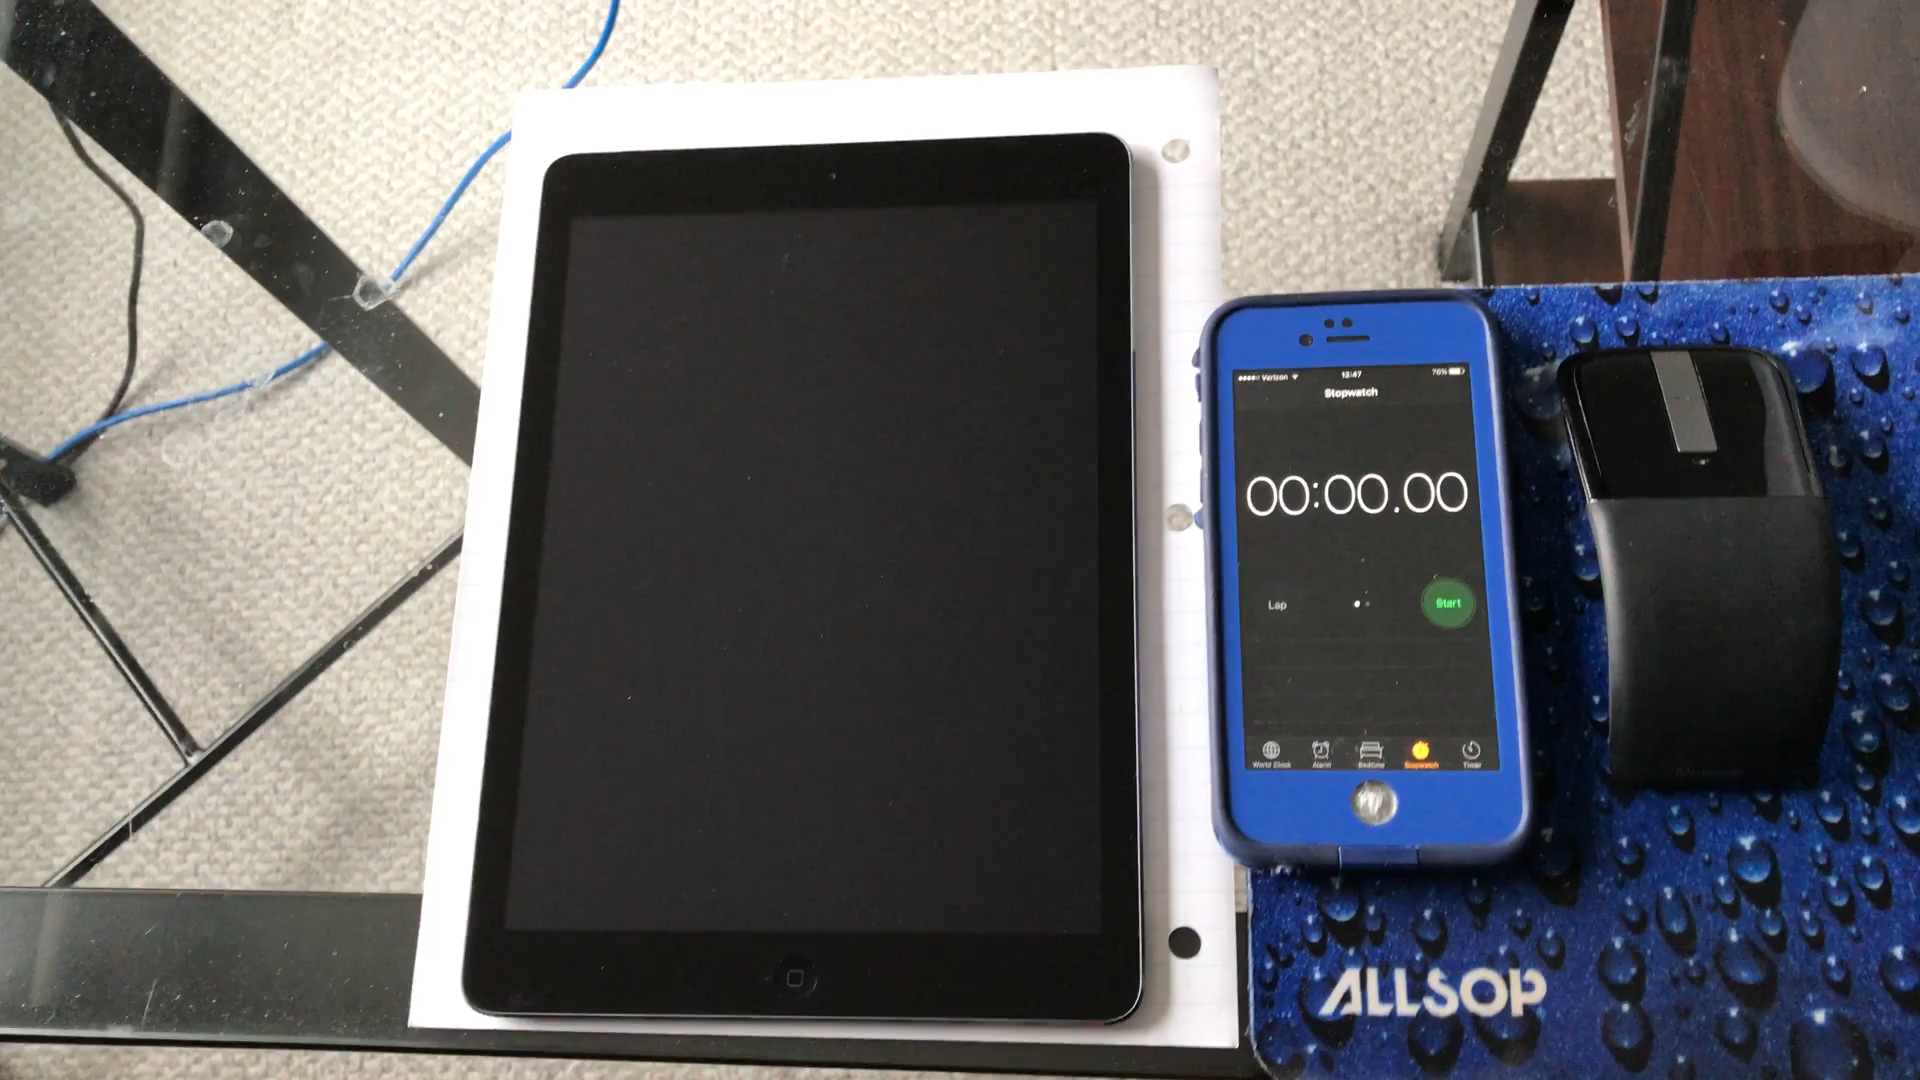 Verizon 12:47 76%
Stopwatch
00:00.00
Lap Start
World Clock Alarm Bedtime Stopwatch Timer
ALLSOP